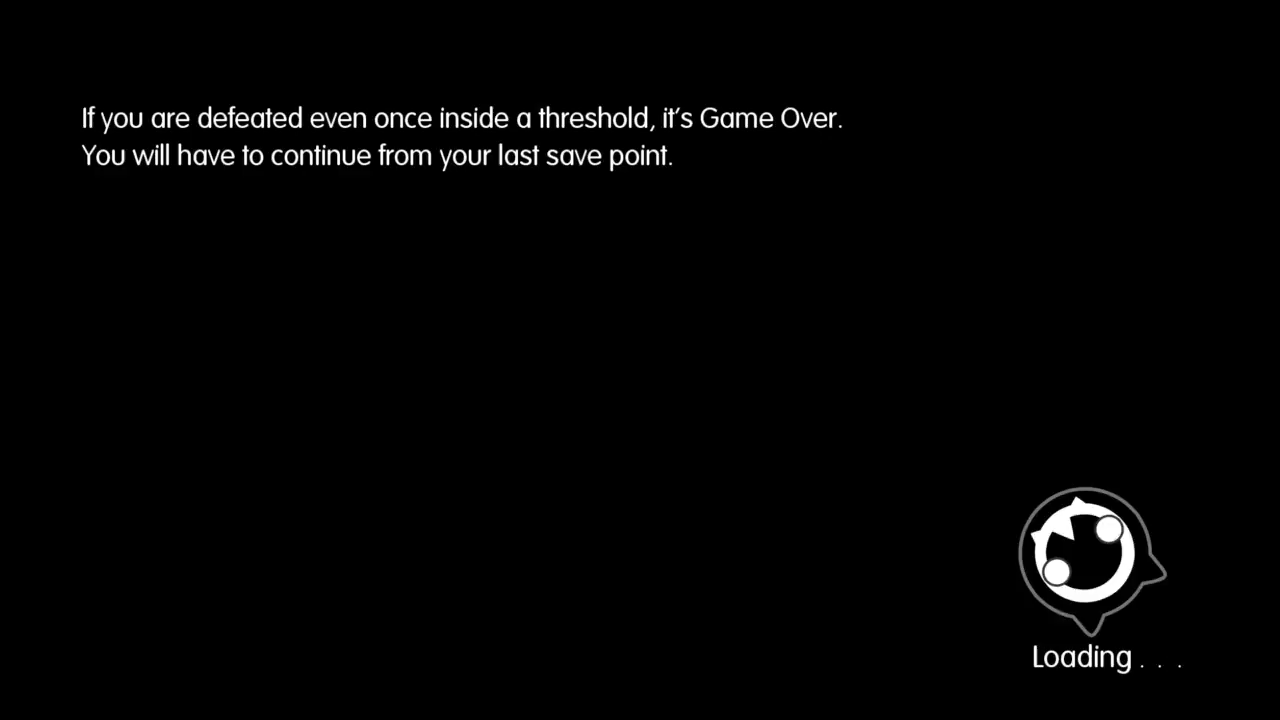 If you are defeated even once inside a threshold, it's Game Over.
You will have to continue from your last save point.
Loading . . .